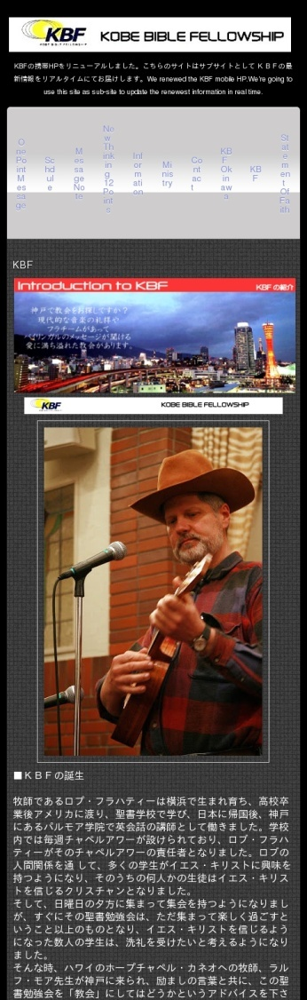 KBF
KOBE BIBLE FELLOWSHIP
KBFの携帯HPをリニューアルしました。こちらのサイトはサブサイトとしてＫＢＦの最
新情報をリアルタイムにてお届けします。We renewed the KBF mobile HP.We're going to
use this site as sub-site to update the renewest information in real time.
One Point Message
Schdule
Message Note
Now Thinking 12 Points
Information
Ministry
Contact
KBF Okinawa
KBF
Statement Of Faith
KBF
Introduction to KBF
KBF の紹介
神戸で教会をお探しですか？
現代的な音楽の礼拝や
フラチームがあって
バイリンガルのメッセージが聞ける
愛に満ち溢れた教会があります。
KBF
KOBE BIBLE FELLOWSHIP
■ＫＢＦの誕生
牧師であるロブ・フラハティーは横浜で生まれ育ち、高校卒
業後アメリカに渡り、聖書学校で学び、日本に帰国後、神戸
にあるパルモア学院で英会話の講師として働きました。学校
内では毎週チャペルアワーが設けられており、ロブ・フラハ
ティーがそのチャペルアワーの責任者となりました。ロブの
人間関係を通 して、多くの学生がイエス・キリストに興味を
持つようになり、そのうちの何人かの生徒はイエス・キリス
トを信じるクリスチャンとなりました。
そして、日曜日の夕方に集まって集会を持つようになりまし
が、すぐにその聖書勉強会は、ただ集まって楽しく過ごすと
いうこと以上のものとなり、イエス・キリストを信じるよう
になった数人の学生は、洗礼を受けたいと考えるようになり
ました。
そんな時、ハワイのホープチャペル・カネオヘの牧師、ラル
フ・モア先生が神戸に来られ、励ましの言葉と共に、この聖
書勉強会を「教会」にしてはどうかというアドバイスを下さ